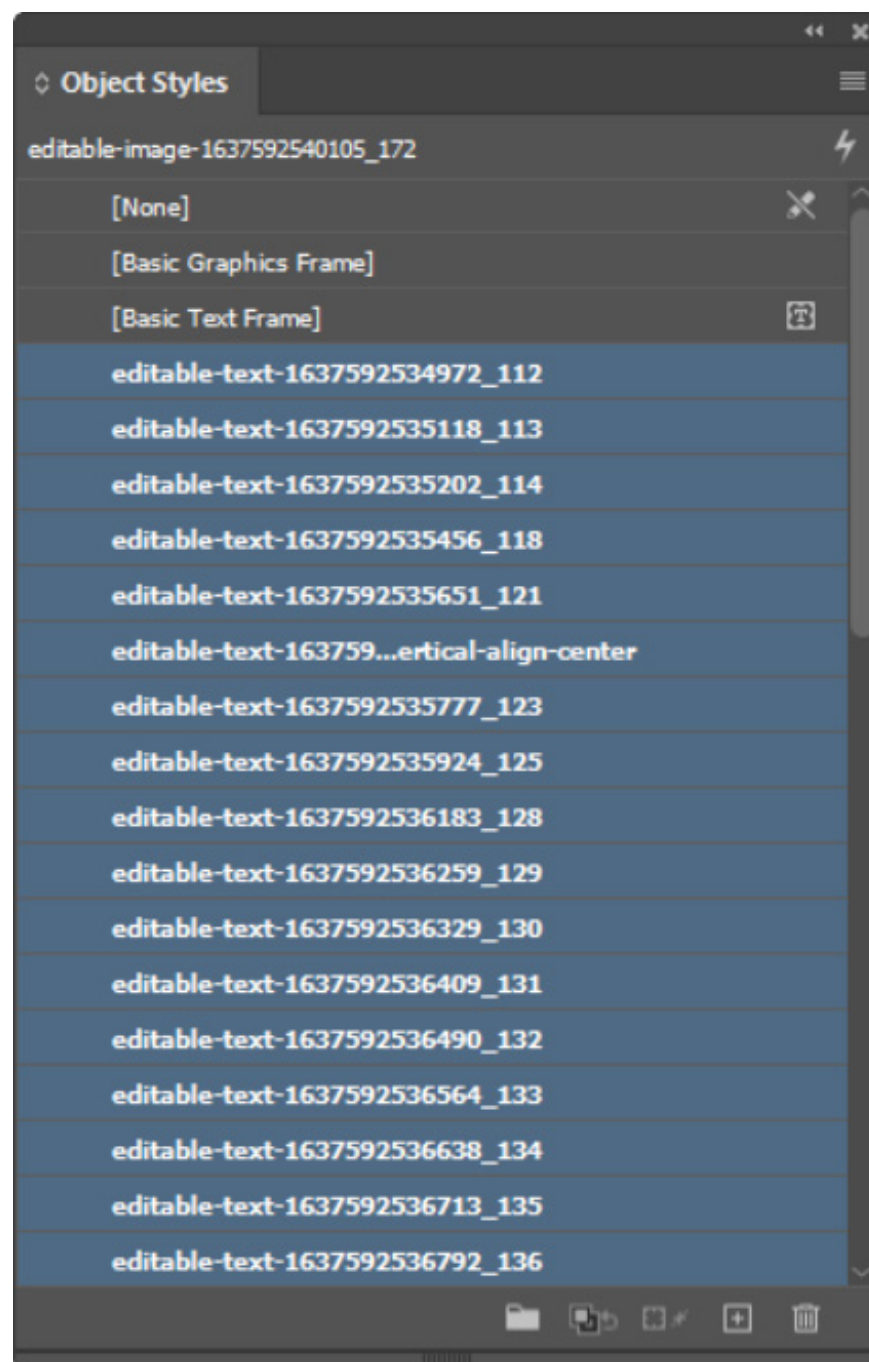 Object Styles
editable-image-1637592540105_172
[None]
[Basic Graphics Frame]
[Basic Text Frame]
editable-text-1637592534972_112
editable-text-1637592535118_113
editable-text-1637592535202_114
editable-text-1637592535456_118
editable-text-1637592535651_121
editable-text-163759...ertical-align-center
editable-text-1637592535777_123
editable-text-1637592535924_125
editable-text-1637592536183_128
editable-text-1637592536259_129
editable-text-1637592536329_130
editable-text-1637592536409_131
editable-text-1637592536490_132
editable-text-1637592536564_133
editable-text-1637592536638_134
editable-text-1637592536713_135
editable-text-1637592536792_136